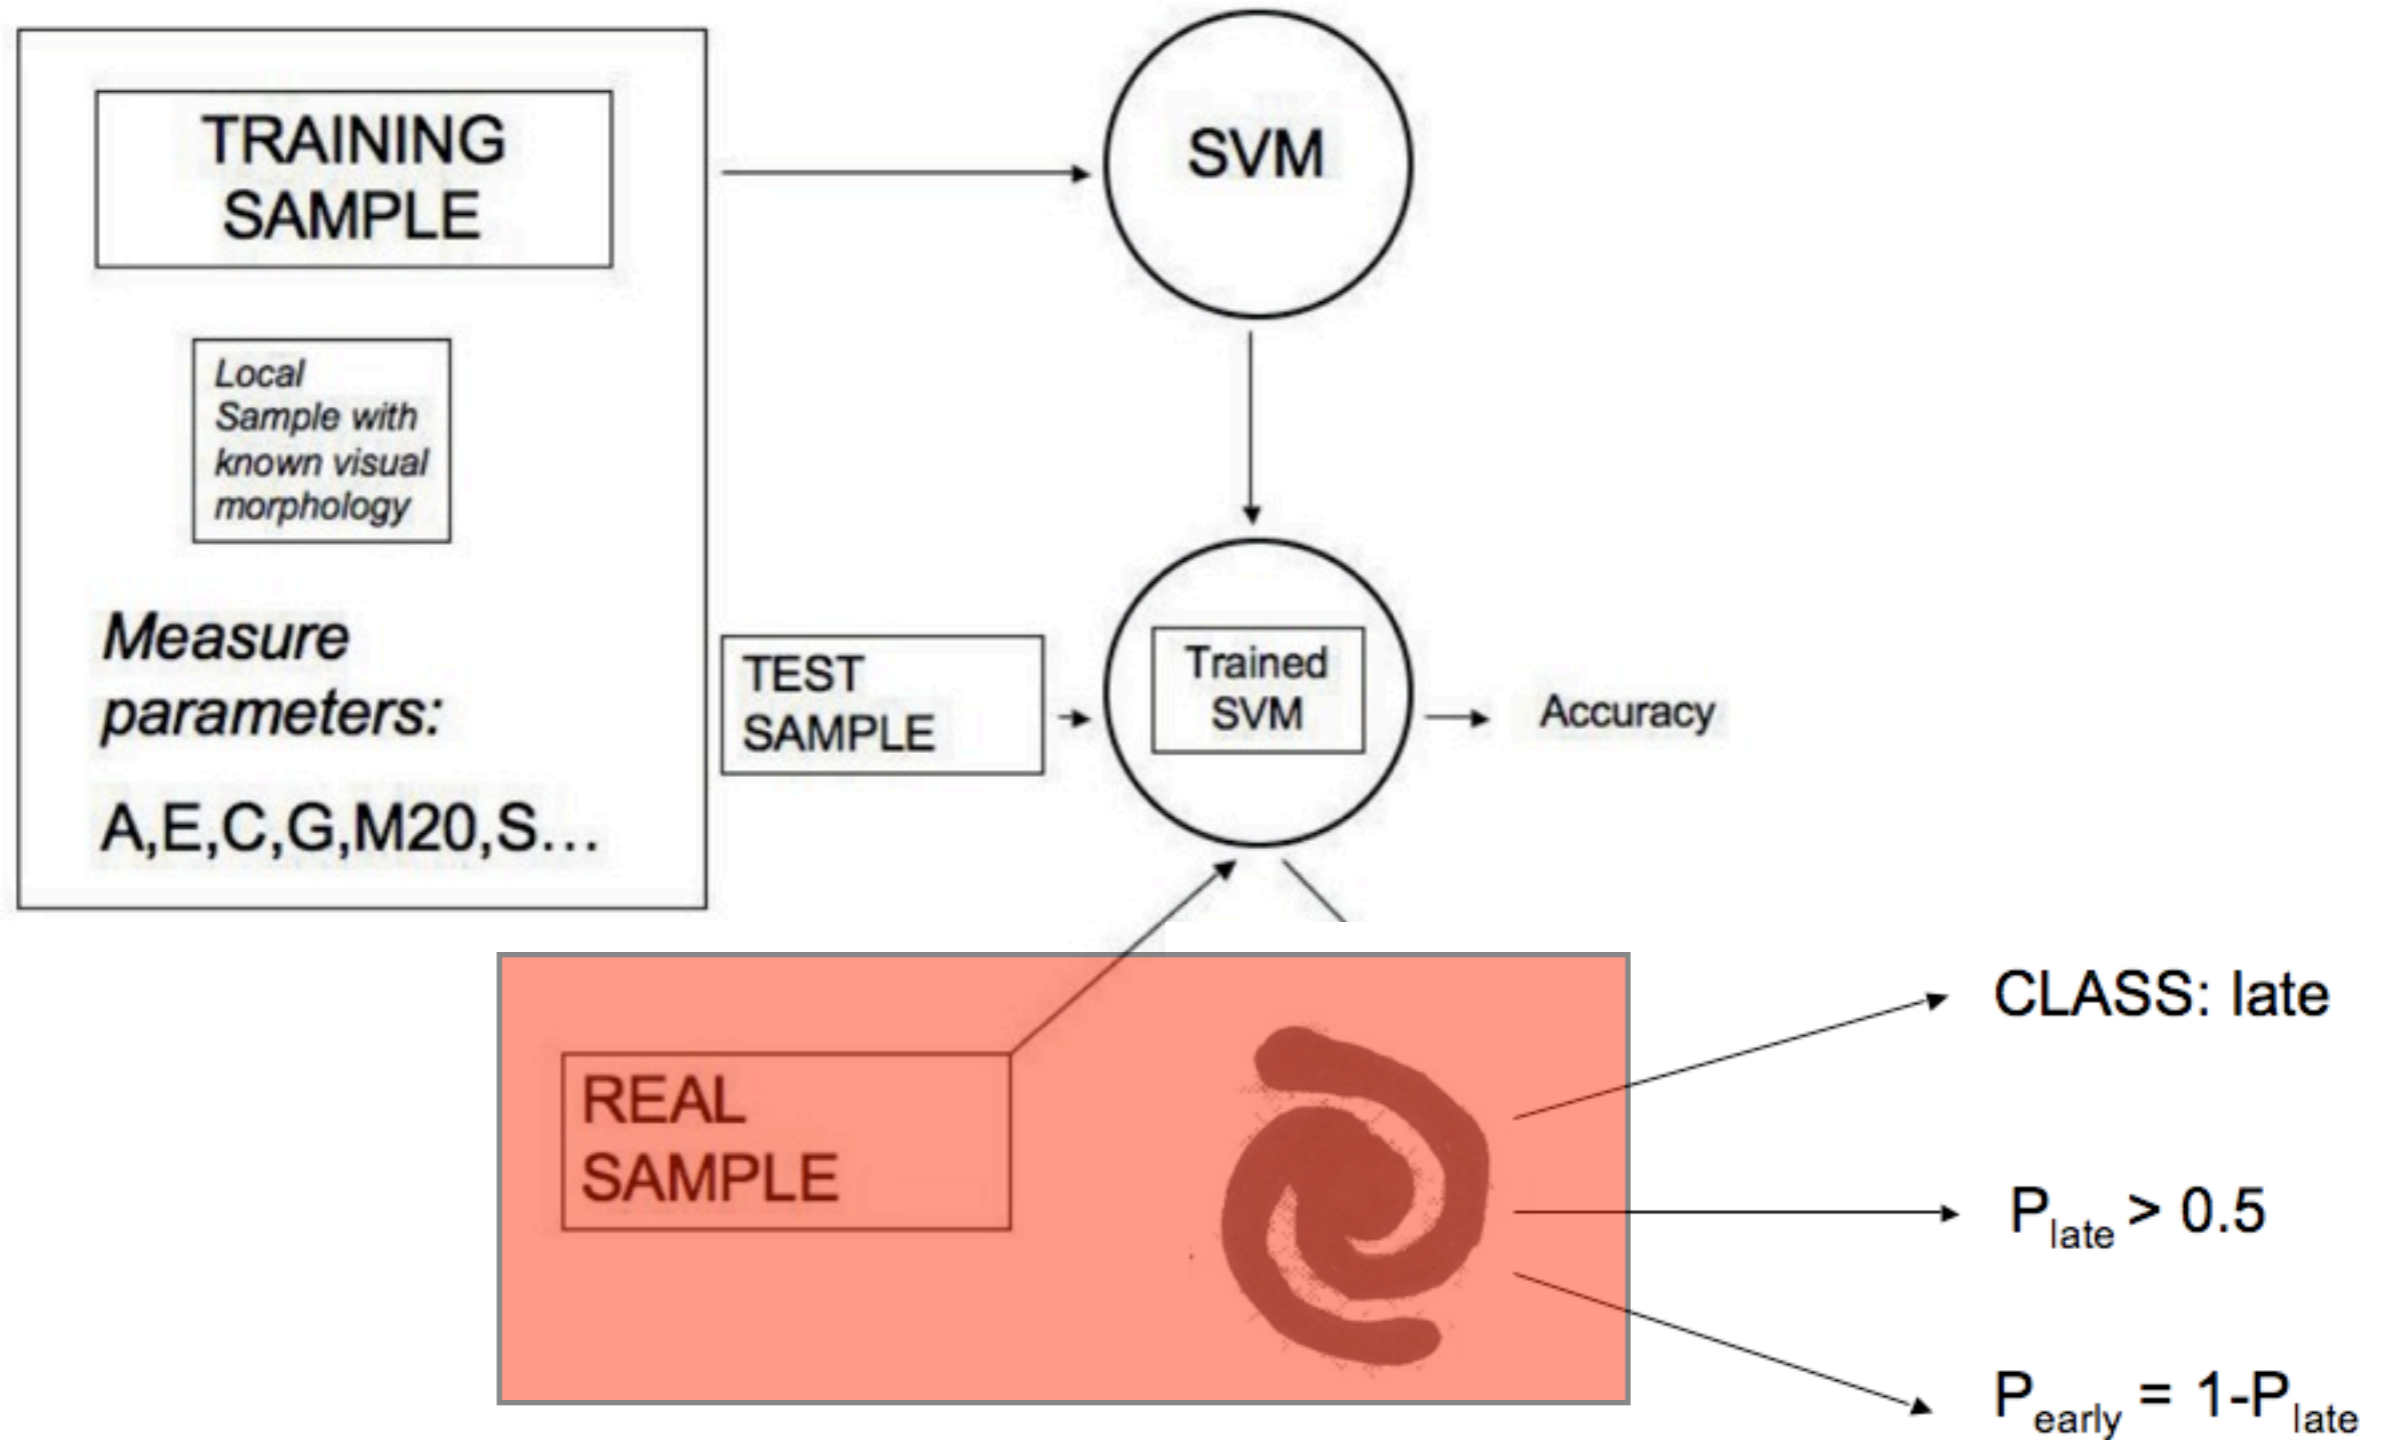 TRAINING
SAMPLE
SVM
Local
Sample with
known visual
morphology
Measure
parameters:
A,E,C,G,M20,S...
TEST
SAMPLE
Trained
SVM
Accuracy
REAL
SAMPLE
CLASS: late
Plate > 0.5
Pearly = 1-Plate